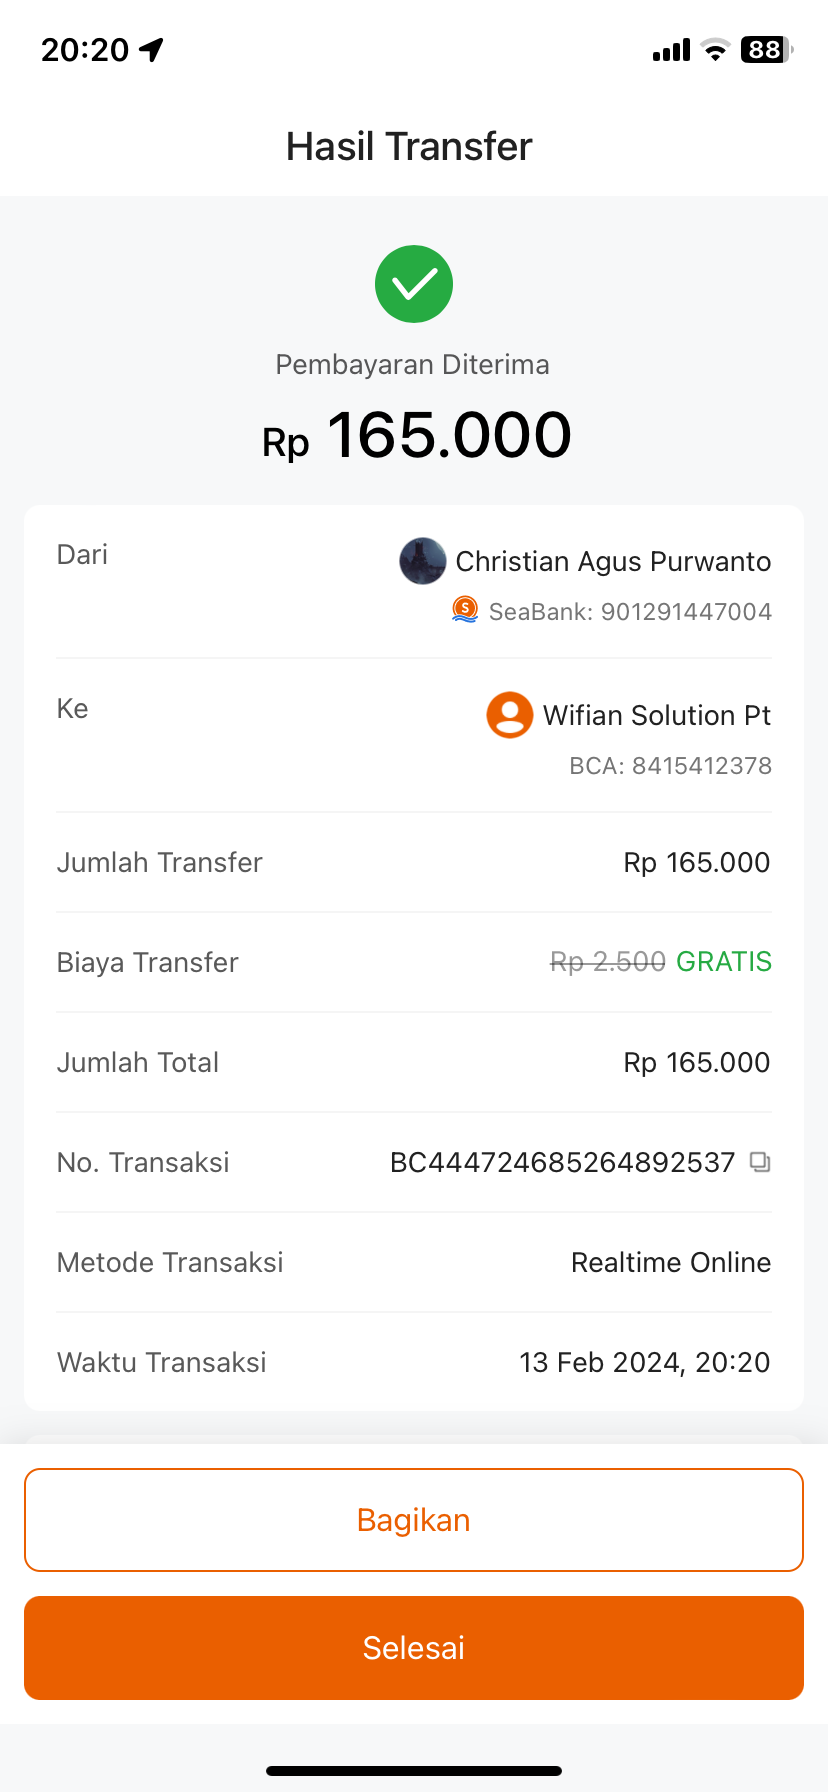 20:20
88
Hasil Transfer
Pembayaran Diterima
Rp 165.000
Dari
Christian Agus Purwanto
SeaBank: 901291447004
Ke
Wifian Solution Pt
BCA: 8415412378
Jumlah Transfer
Rp 165.000
Biaya Transfer
Rp 2.500 GRATIS
Jumlah Total
Rp 165.000
No. Transaksi
BC444724685264892537
Metode Transaksi
Realtime Online
Waktu Transaksi
13 Feb 2024, 20:20
Bagikan
Selesai